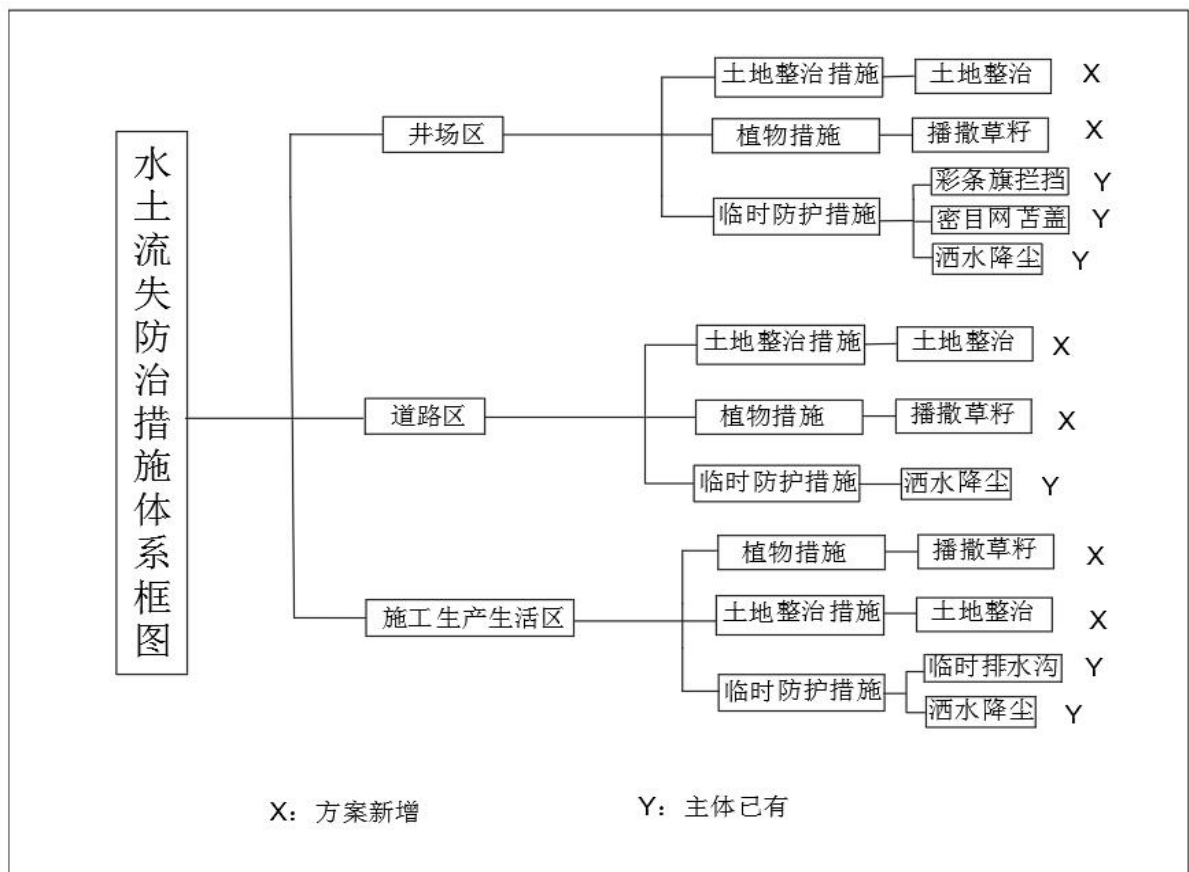 水土流失防治措施体系框图
井场区
土地整治措施
土地整治
X
植物措施
播撒草籽
X
临时防护措施
彩条旗拦挡
Y
密目网苫盖
Y
洒水降尘
Y
道路区
土地整治措施
土地整治
X
植物措施
播撒草籽
X
临时防护措施
洒水降尘
Y
施工生产生活区
植物措施
播撒草籽
X
土地整治措施
土地整治
X
临时防护措施
临时排水沟
Y
洒水降尘
Y
X：方案新增
Y：主体已有